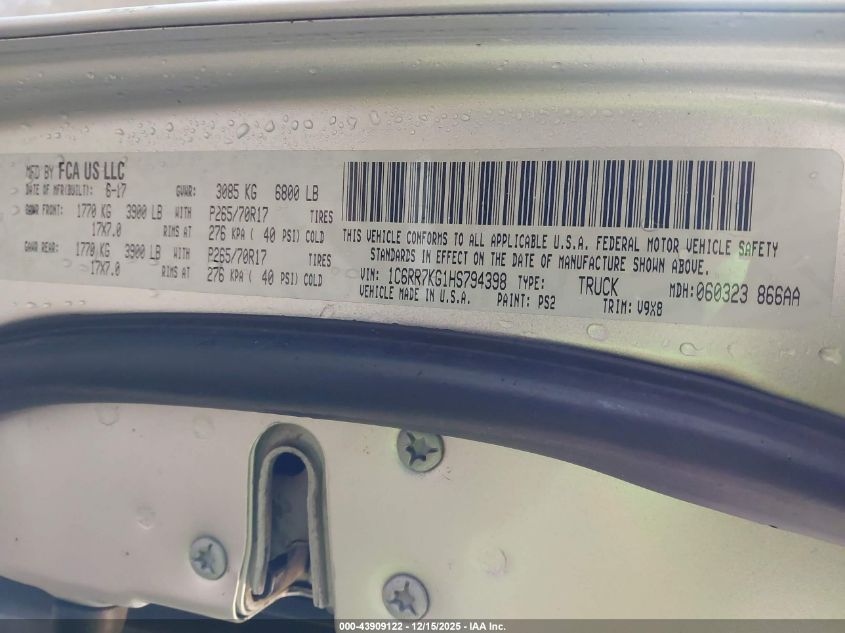 MFD BY FCA US LLC
DATE OF MFR(BUILT): 6-17 GVWR: 3085 KG 6800 LB
GAWR FRONT: 1770 KG 3900 LB WITH P265/70R17 TIRES
17X7.0 RIMS AT 276 KPA ( 40 PSI) COLD
GAWR REAR: 1770 KG 3900 LB WITH P265/70R17 TIRES
17X7.0 RIMS AT 276 KPA ( 40 PSI) COLD
THIS VEHICLE CONFORMS TO ALL APPLICABLE U.S.A. FEDERAL MOTOR VEHICLE SAFETY
STANDARDS IN EFFECT ON THE DATE OF MANUFACTURE SHOWN ABOVE.
VIN: 1C6RR7KG1HS794398 TYPE: TRUCK MDH: 060323 866AA
VEHICLE MADE IN U.S.A. PAINT: PS2 TRIM: V9X8
000-43909122 - 12/15/2025 - IAA Inc.